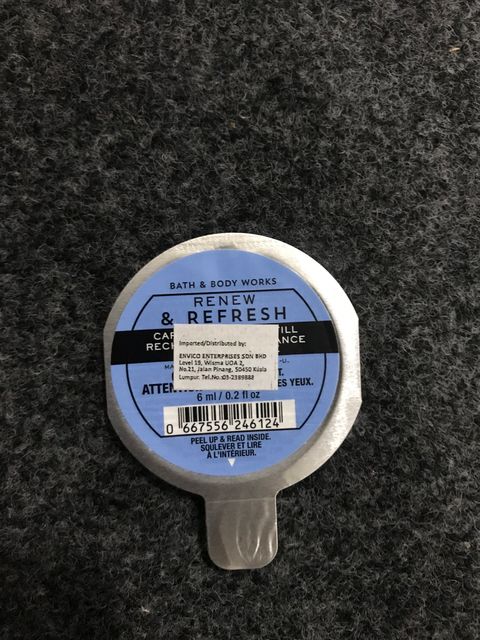 BATH & BODY WORKS
RENEW
& REFRESH
Imported/Distributed by:
ENVICO ENTERPRISES SDN BHD
Level 19, Wisma UOA 2,
No.21, Jalan Pinang, 50450 Kuala
Lumpur. Tel.No.:03-2389888
YEUX.
6 ml / 0.2 fl oz
0 667556 246124
PEEL UP & READ INSIDE.
SOULEVER ET LIRE
À L'INTÉRIEUR.